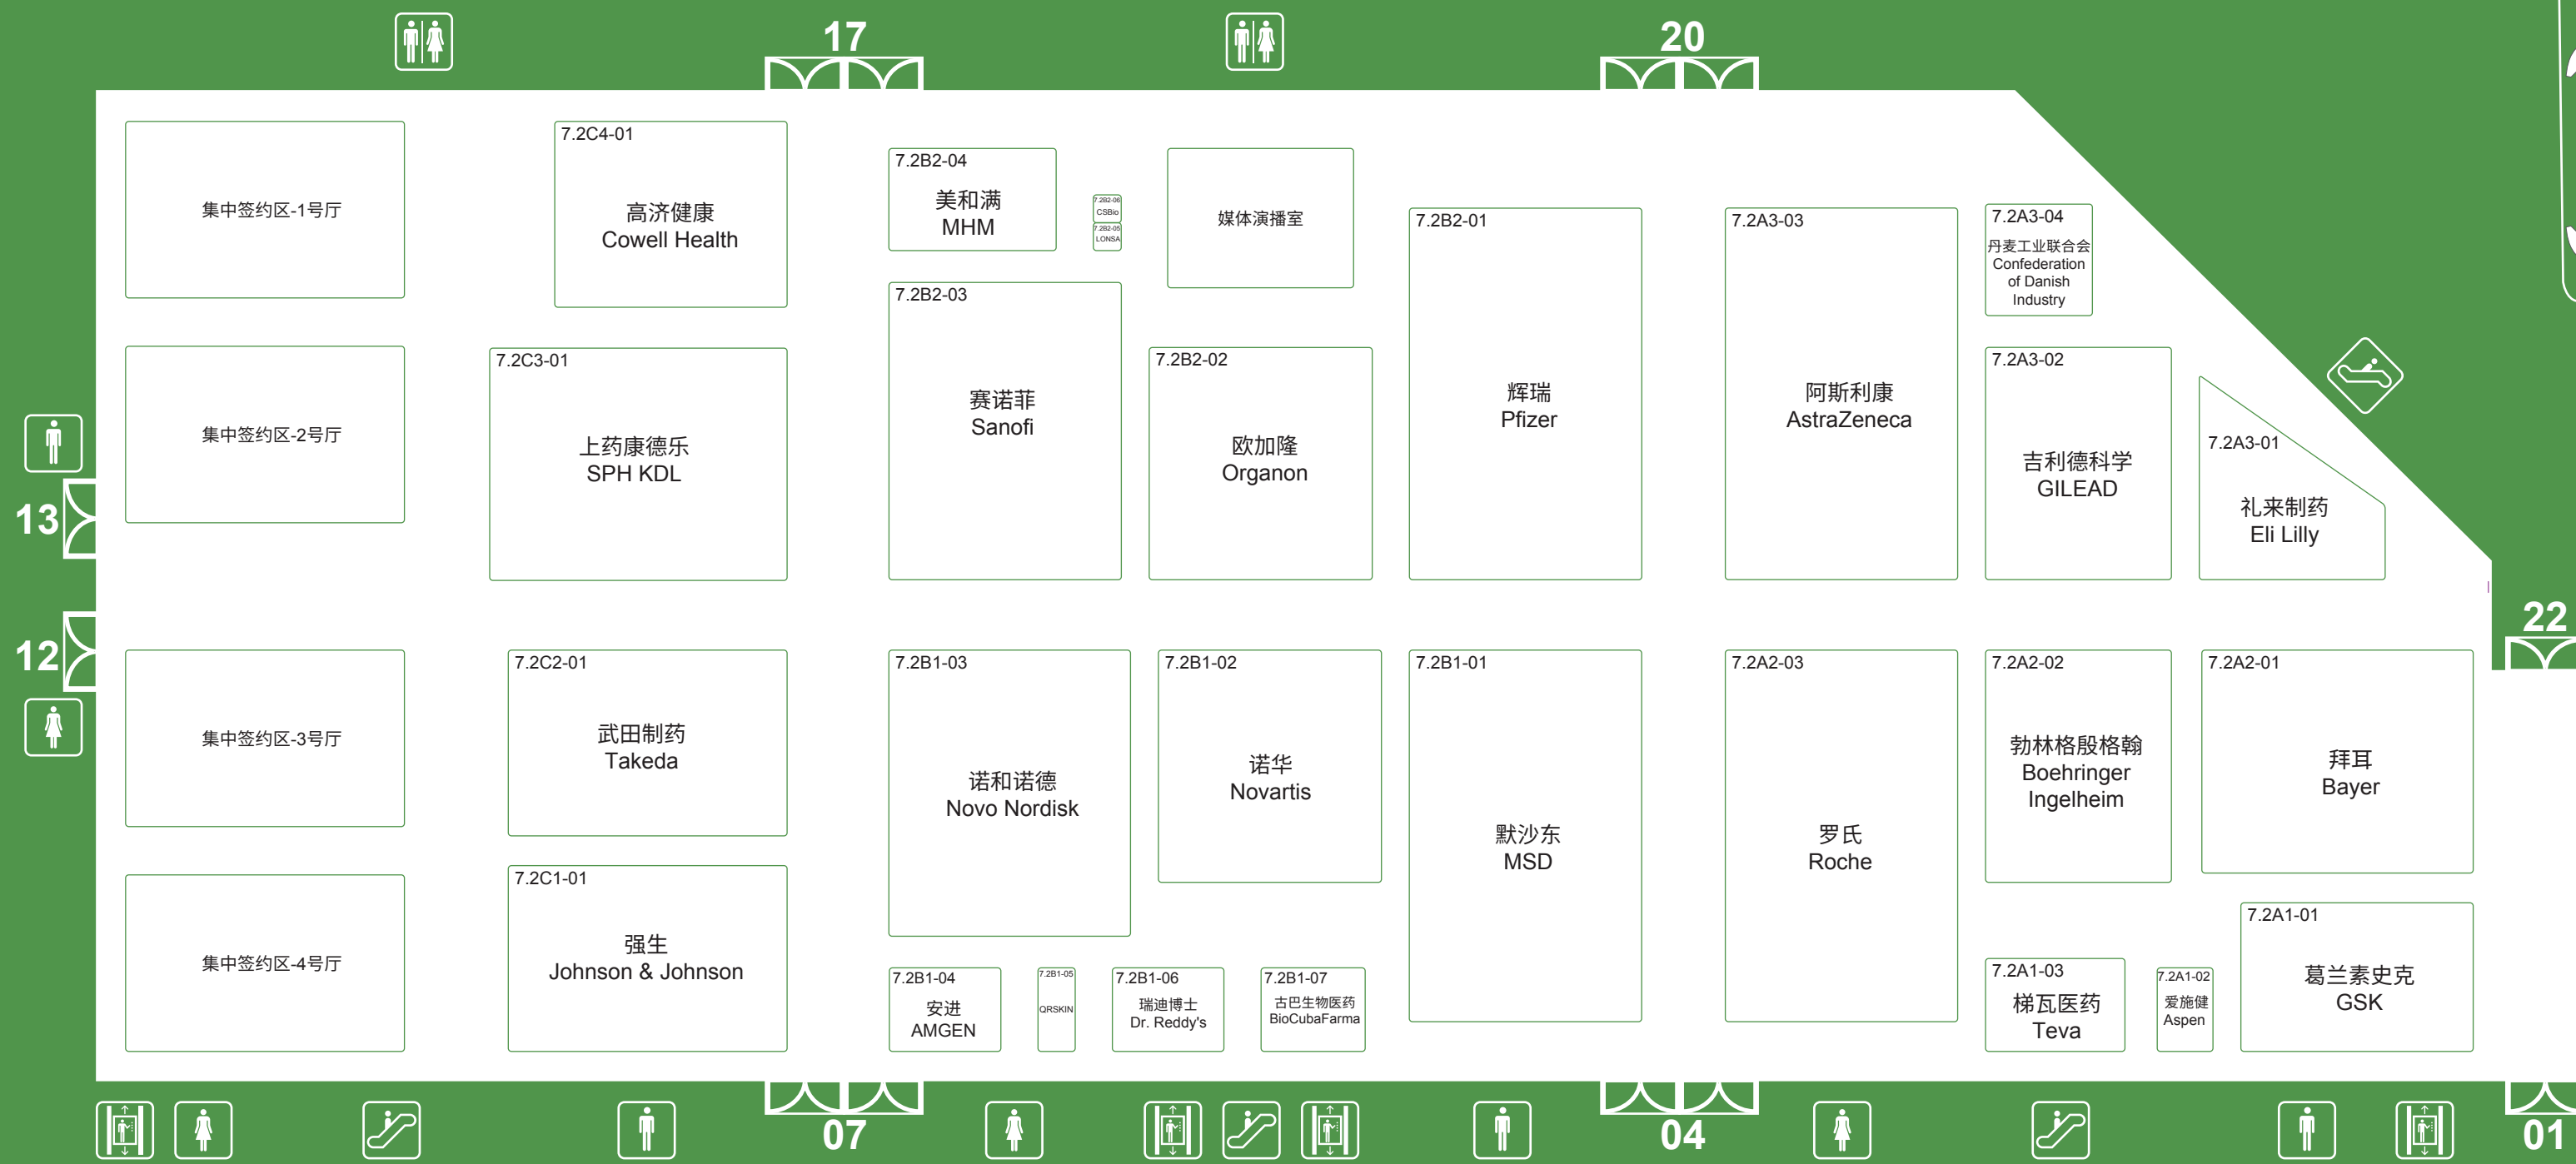 17
20
集中签约区-1号厅
7.2C4-01
高济健康
Cowell Health
7.2B2-04
美和满
MHM
7.2B2-06
CSBio
7.2B2-05
LONSA
媒体演播室
7.2B2-01
辉瑞
Pfizer
7.2A3-03
阿斯利康
AstraZeneca
7.2A3-04
丹麦工业联合会
Confederation
of Danish
Industry
7.2B2-03
赛诺菲
Sanofi
集中签约区-2号厅
7.2C3-01
上药康德乐
SPH KDL
7.2B2-02
欧加隆
Organon
7.2A3-02
吉利德科学
GILEAD
7.2A3-01
礼来制药
Eli Lilly
13
12
22
集中签约区-3号厅
7.2C2-01
武田制药
Takeda
7.2B1-03
诺和诺德
Novo Nordisk
7.2B1-02
诺华
Novartis
7.2B1-01
默沙东
MSD
7.2A2-03
罗氏
Roche
7.2A2-02
勃林格殷格翰
Boehringer
Ingelheim
7.2A2-01
拜耳
Bayer
集中签约区-4号厅
7.2C1-01
强生
Johnson & Johnson
7.2B1-04
安进
AMGEN
7.2B1-05
QRSKIN
7.2B1-06
瑞迪博士
Dr. Reddy's
7.2B1-07
古巴生物医药
BioCubaFarma
7.2A1-03
梯瓦医药
Teva
7.2A1-02
爱施健
Aspen
7.2A1-01
葛兰素史克
GSK
07
04
01